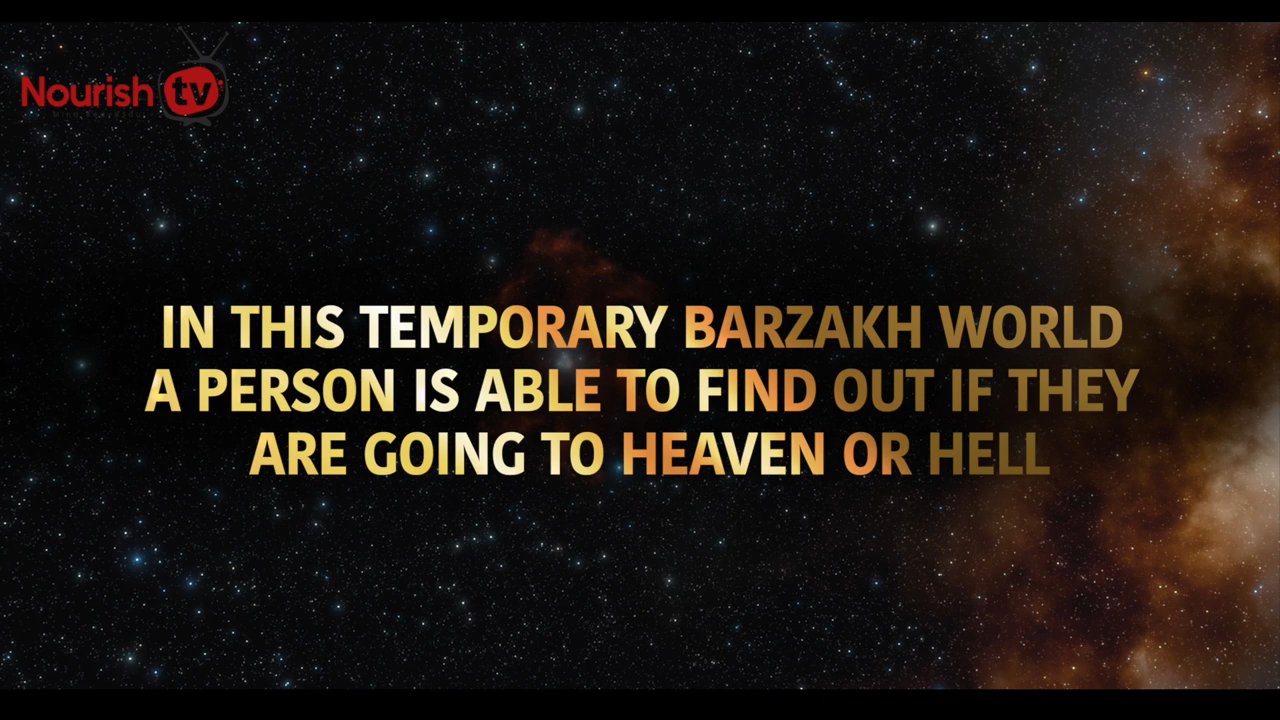 Nourish tv
IN THIS TEMPORARY BARZAKH WORLD
A PERSON IS ABLE TO FIND OUT IF THEY
ARE GOING TO HEAVEN OR HELL